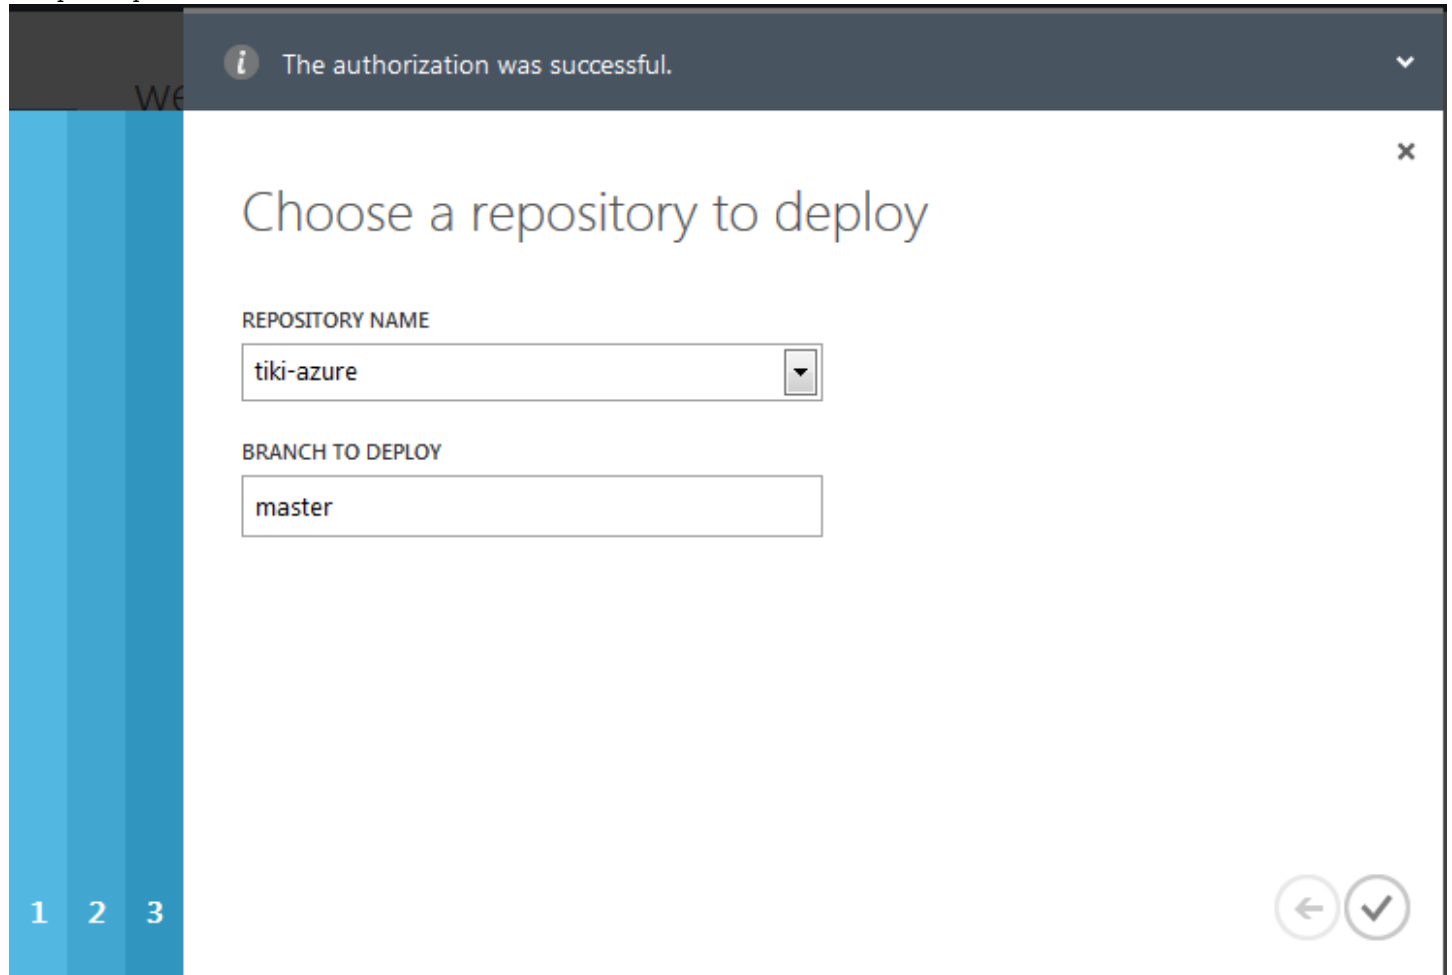 The authorization was successful.
we
Choose a repository to deploy
REPOSITORY NAME
tiki-azure
BRANCH TO DEPLOY
master
1 2 3